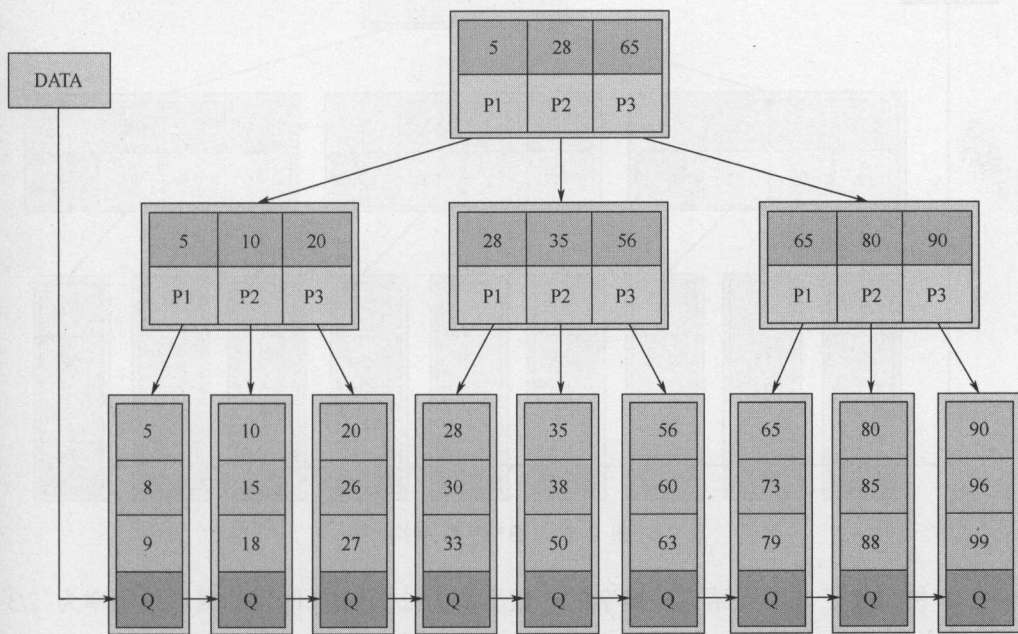 5 28 65
DATA
P1 P2 P3
5 10 20
28 35 56
65 80 90
P1 P2 P3
P1 P2 P3
P1 P2 P3
5 10 20 28 35 56 65 80 90
8 15 26 30 38 60 73 85 96
9 18 27 33 50 63 79 88 99
Q Q Q Q Q Q Q Q Q